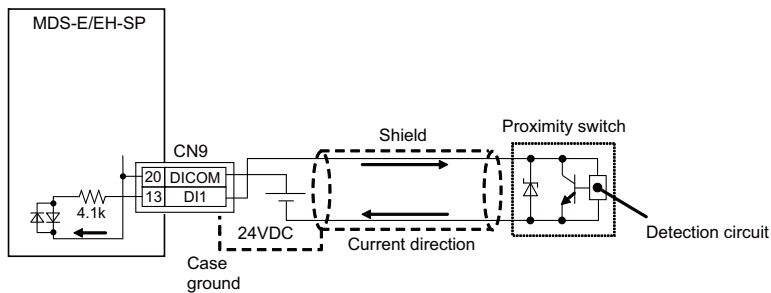 MDS-E/EH-SP
CN9
20 DICOM
13 DI1
4.1k
24VDC
Case
ground
Shield
Current direction
Proximity switch
Detection circuit